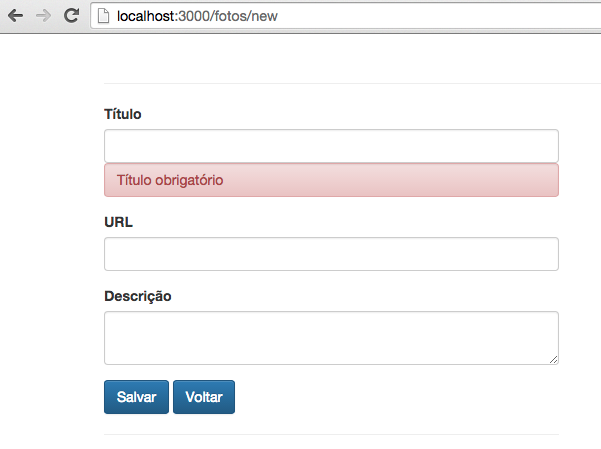 localhost:3000/fotos/new
Título
Título obrigatório
URL
Descrição
Salvar Voltar